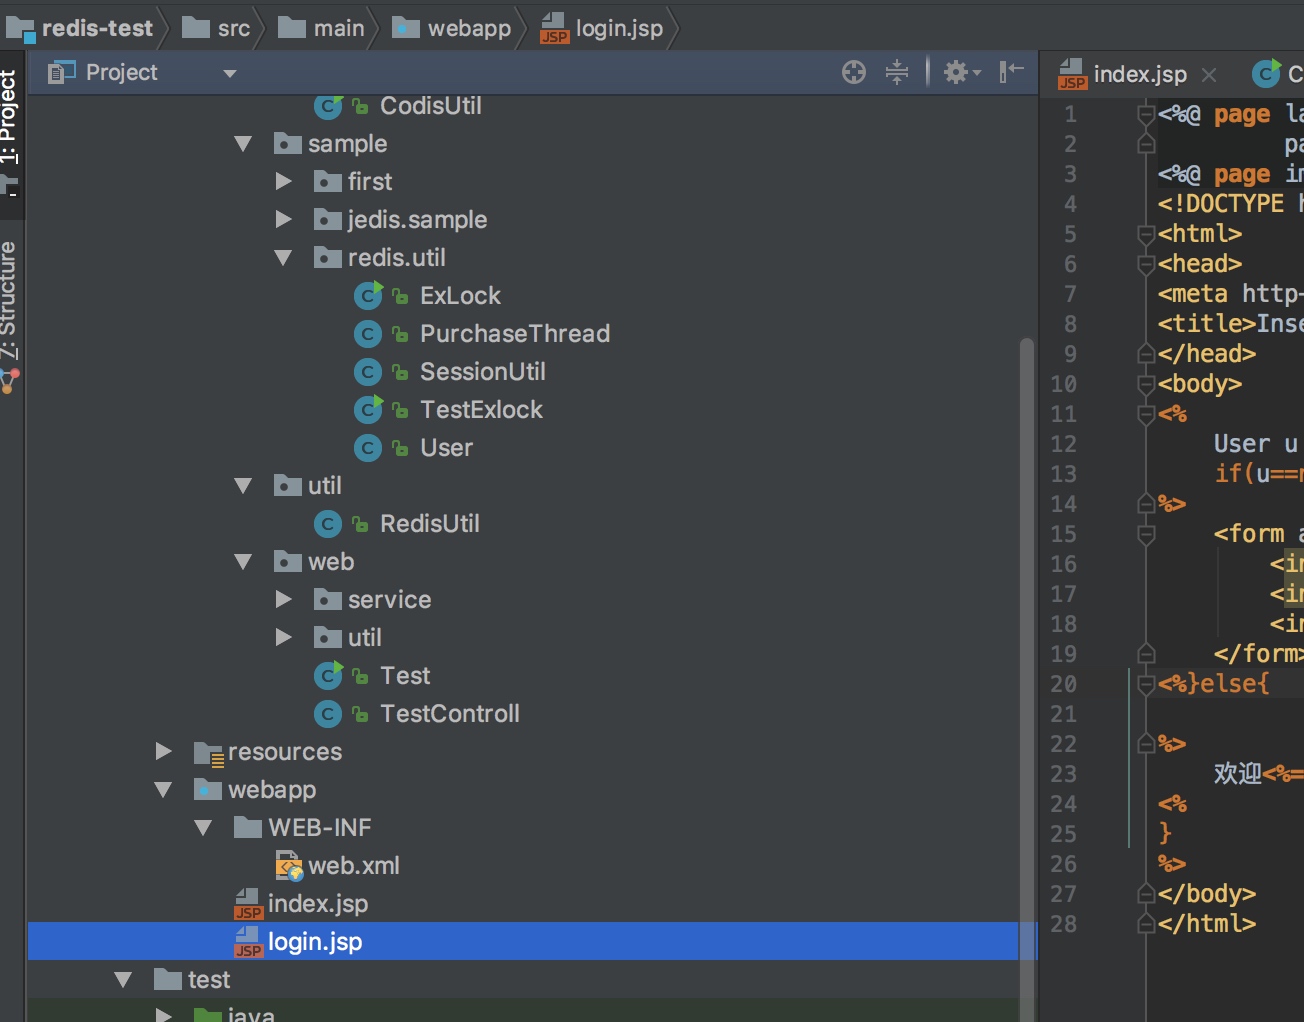 redis-test src main webapp login.jsp
Project
1: Project
7: Structure
CodisUtil
sample
first
jedis.sample
redis.util
ExLock
PurchaseThread
SessionUtil
TestExlock
User
util
RedisUtil
web
service
util
Test
TestControll
resources
webapp
WEB-INF
web.xml
index.jsp
login.jsp
test
java
index.jsp C
1 <%@ page la
2 pa
3 <%@ page im
4 <!DOCTYPE h
5 <html>
6 <head>
7 <meta http-
8 <title>Inse
9 </head>
10 <body>
11 <%
12 User u
13 if(u==n
14 %>
15 <form a
16 <in
17 <in
18 <in
19 </form>
20 <%}else{
21
22 %>
23 欢迎<%=
24 <%
25 }
26 %>
27 </body>
28 </html>